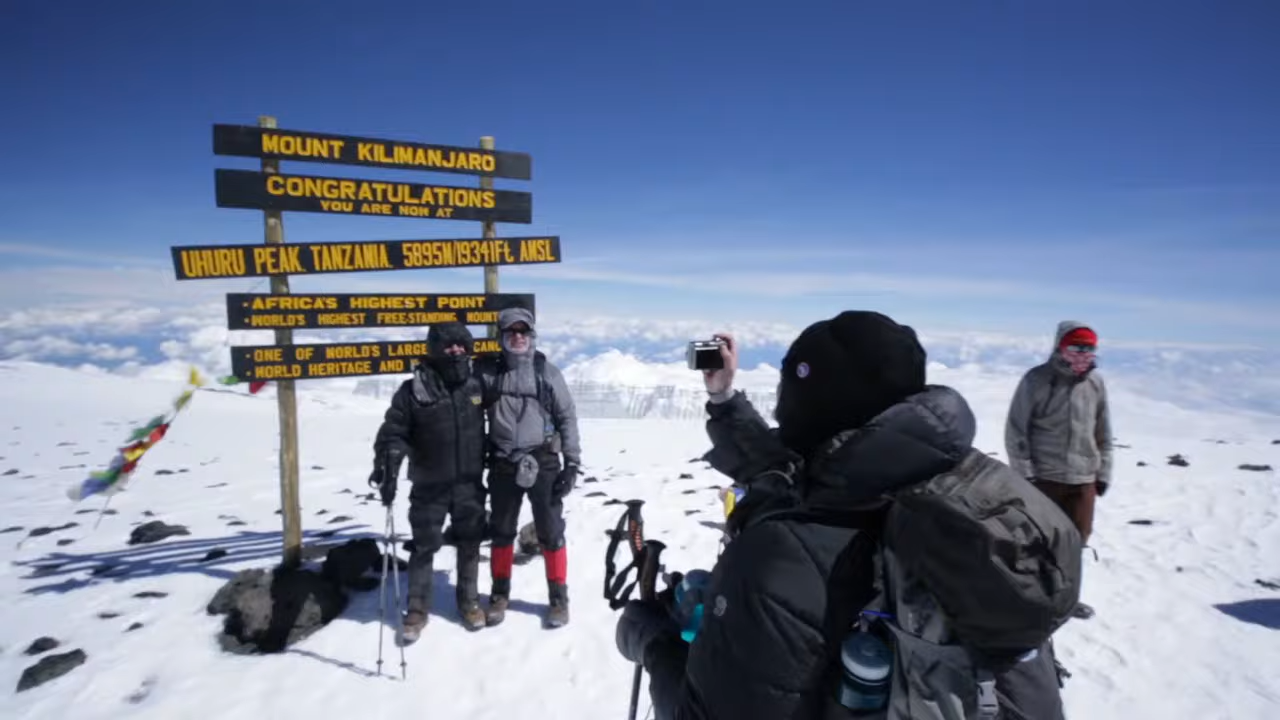 MOUNT KILIMANJARO
CONGRATULATIONS
YOU ARE NOW AT
UHURU PEAK. TANZANIA. 5895M/19341Ft. AMSL
• AFRICA'S HIGHEST POINT
• WORLD'S HIGHEST FREE-STANDING
• ONE OF WORLD'S
• WORLD HERITAGE AND